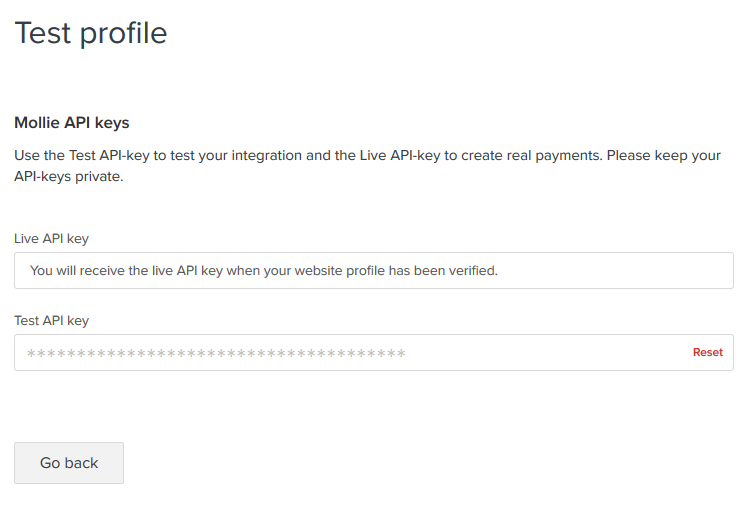 Test profile
Mollie API keys
Use the Test API-key to test your integration and the Live API-key to create real payments. Please keep your
API-keys private.
Live API key
You will receive the live API key when your website profile has been verified.
Test API key
************************************** Reset
Go back